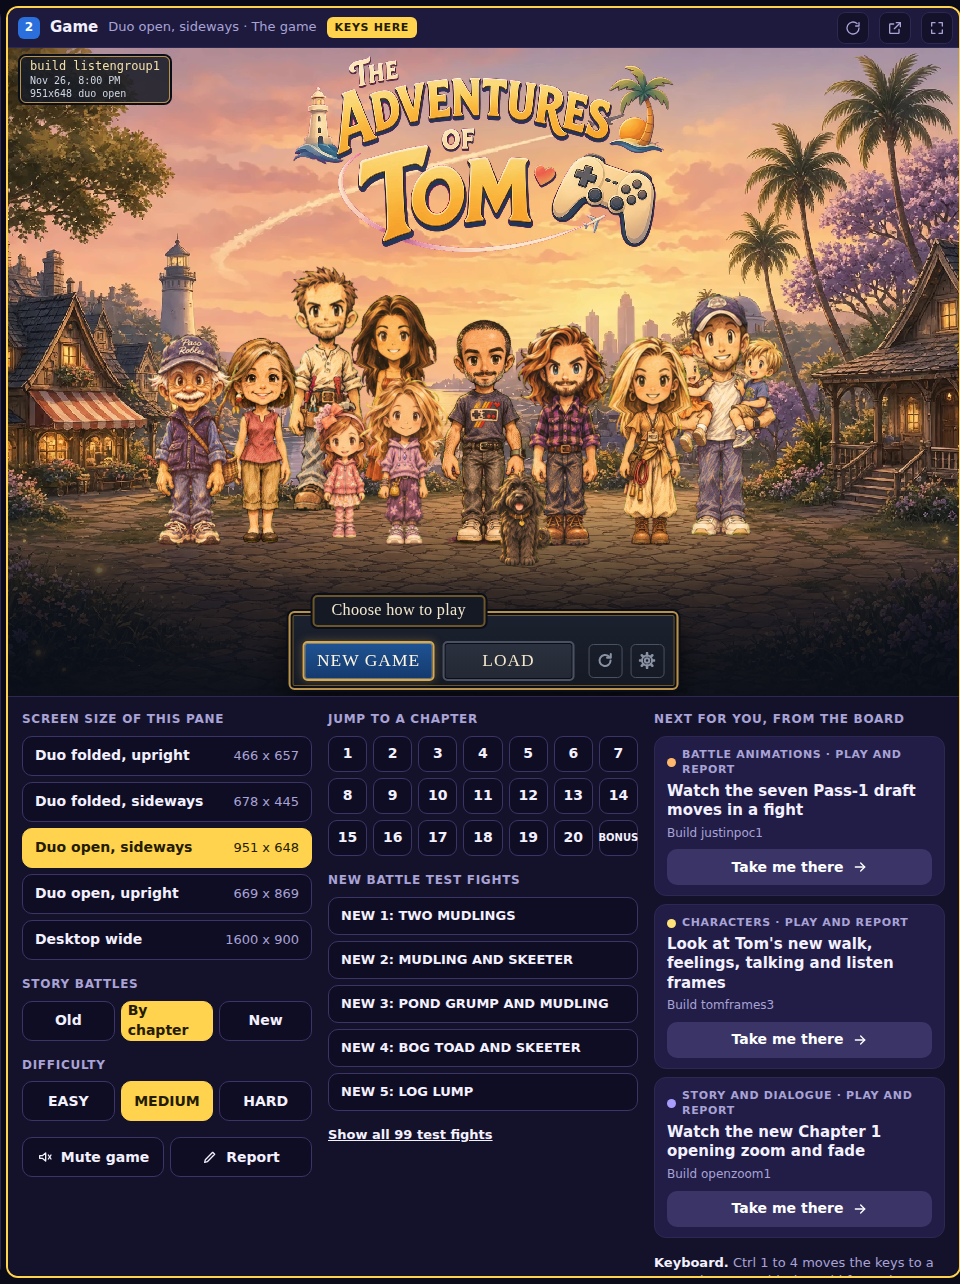 2 Game Duo open, sideways · The game KEYS HERE
build listengroup1
Nov 26, 8:00 PM
951x648 duo open
THE
ADVENTURES
OF
TOM
Paso
Robles
Choose how to play
NEW GAME LOAD
SCREEN SIZE OF THIS PANE
Duo folded, upright 466 x 657
Duo folded, sideways 678 x 445
Duo open, sideways 951 x 648
Duo open, upright 669 x 869
Desktop wide 1600 x 900
STORY BATTLES
Old By chapter New
DIFFICULTY
EASY MEDIUM HARD
Mute game Report
JUMP TO A CHAPTER
1 2 3 4 5 6 7
8 9 10 11 12 13 14
15 16 17 18 19 20 BONUS
NEW BATTLE TEST FIGHTS
NEW 1: TWO MUDLINGS
NEW 2: MUDLING AND SKEETER
NEW 3: POND GRUMP AND MUDLING
NEW 4: BOG TOAD AND SKEETER
NEW 5: LOG LUMP
Show all 99 test fights
NEXT FOR YOU, FROM THE BOARD
BATTLE ANIMATIONS · PLAY AND
REPORT
Watch the seven Pass-1 draft
moves in a fight
Build justinpoc1
Take me there →
CHARACTERS · PLAY AND REPORT
Look at Tom's new walk,
feelings, talking and listen
frames
Build tomframes3
Take me there →
STORY AND DIALOGUE · PLAY AND
REPORT
Watch the new Chapter 1
opening zoom and fade
Build openzoom1
Take me there →
Keyboard. Ctrl 1 to 4 moves the keys to a